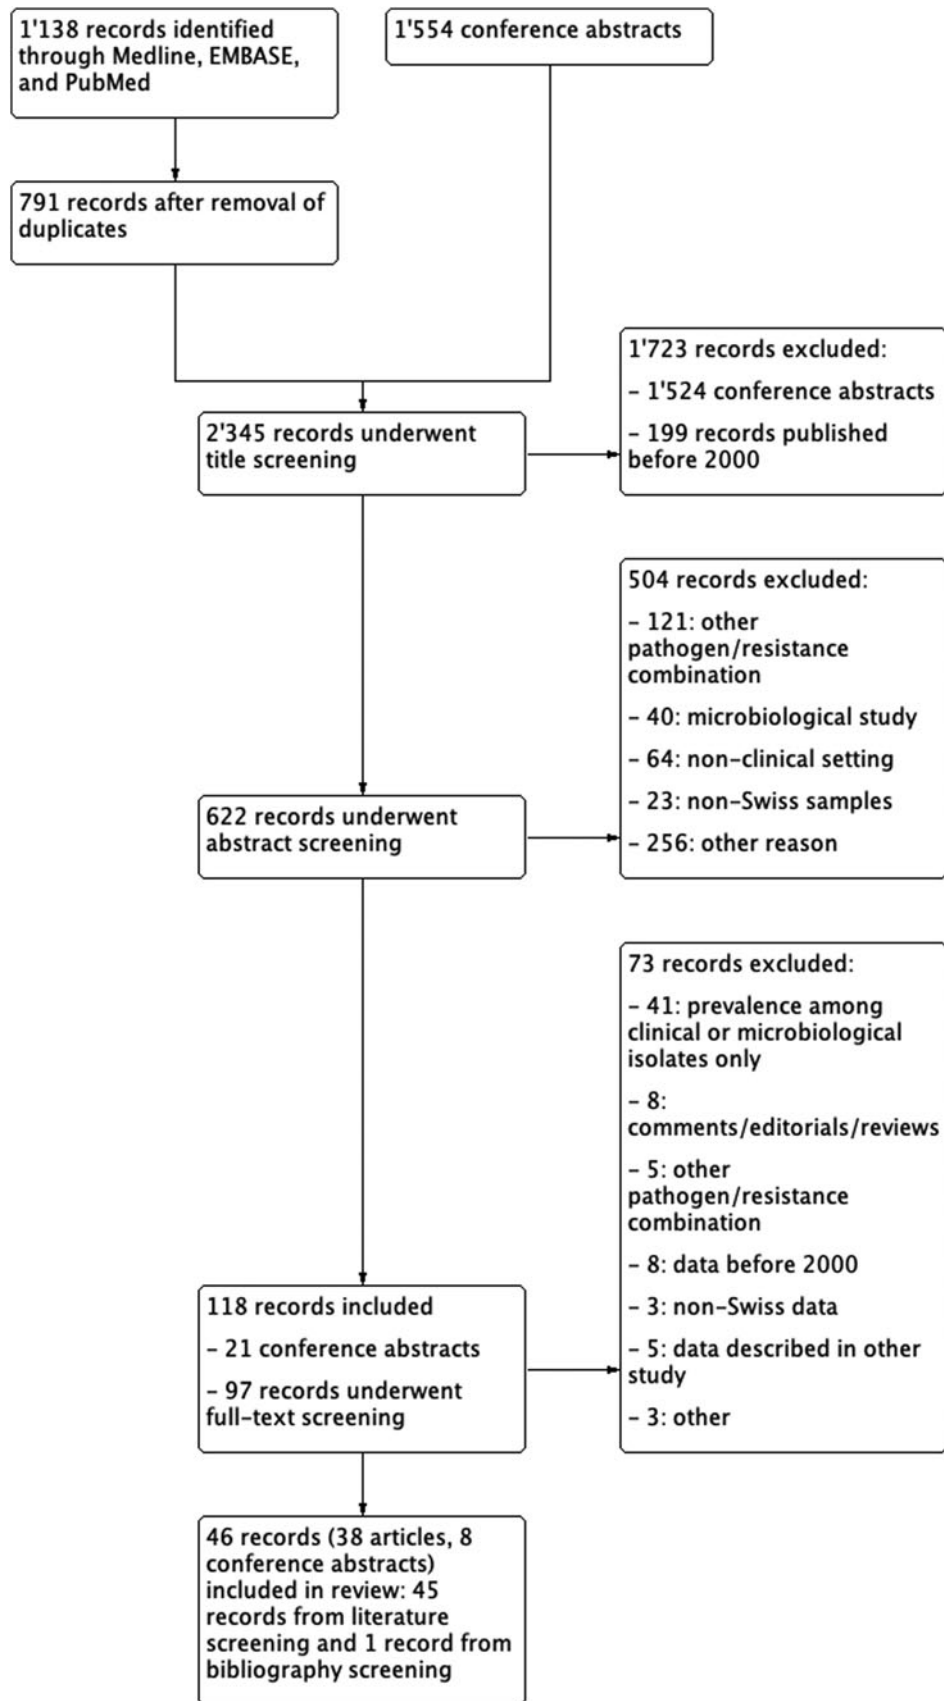 1'138 records identified
through Medline, EMBASE,
and PubMed
1'554 conference abstracts
791 records after removal of
duplicates
1'723 records excluded:
– 1'524 conference abstracts
– 199 records published
before 2000
2'345 records underwent
title screening
504 records excluded:
– 121: other
pathogen/resistance
combination
– 40: microbiological study
– 64: non–clinical setting
– 23: non–Swiss samples
– 256: other reason
622 records underwent
abstract screening
73 records excluded:
– 41: prevalence among
clinical or microbiological
isolates only
– 8:
comments/editorials/reviews
– 5: other
pathogen/resistance
combination
– 8: data before 2000
– 3: non–Swiss data
– 5: data described in other
study
– 3: other
118 records included
– 21 conference abstracts
– 97 records underwent
full–text screening
46 records (38 articles, 8
conference abstracts)
included in review: 45
records from literature
screening and 1 record from
bibliography screening